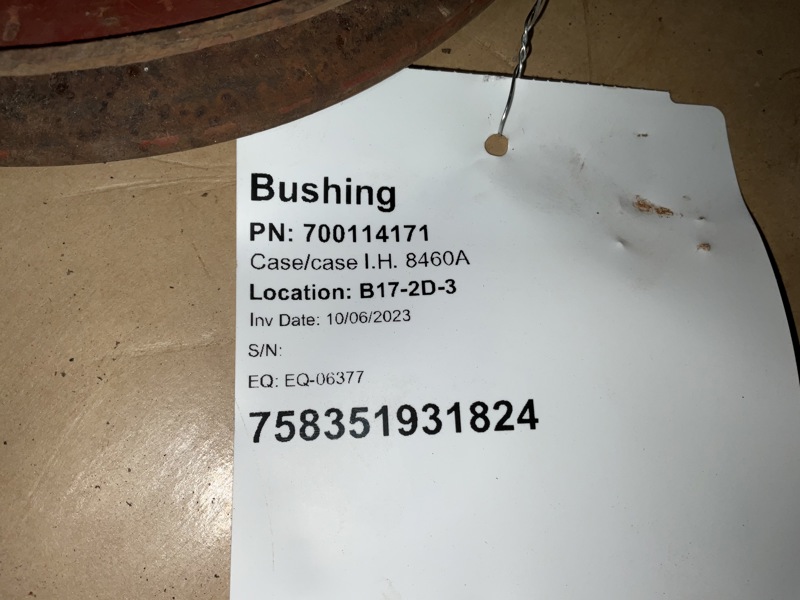 Bushing
PN: 700114171
Case/case I.H. 8460A
Location: B17-2D-3
Inv Date: 10/06/2023
S/N:
EQ: EQ-06377
758351931824